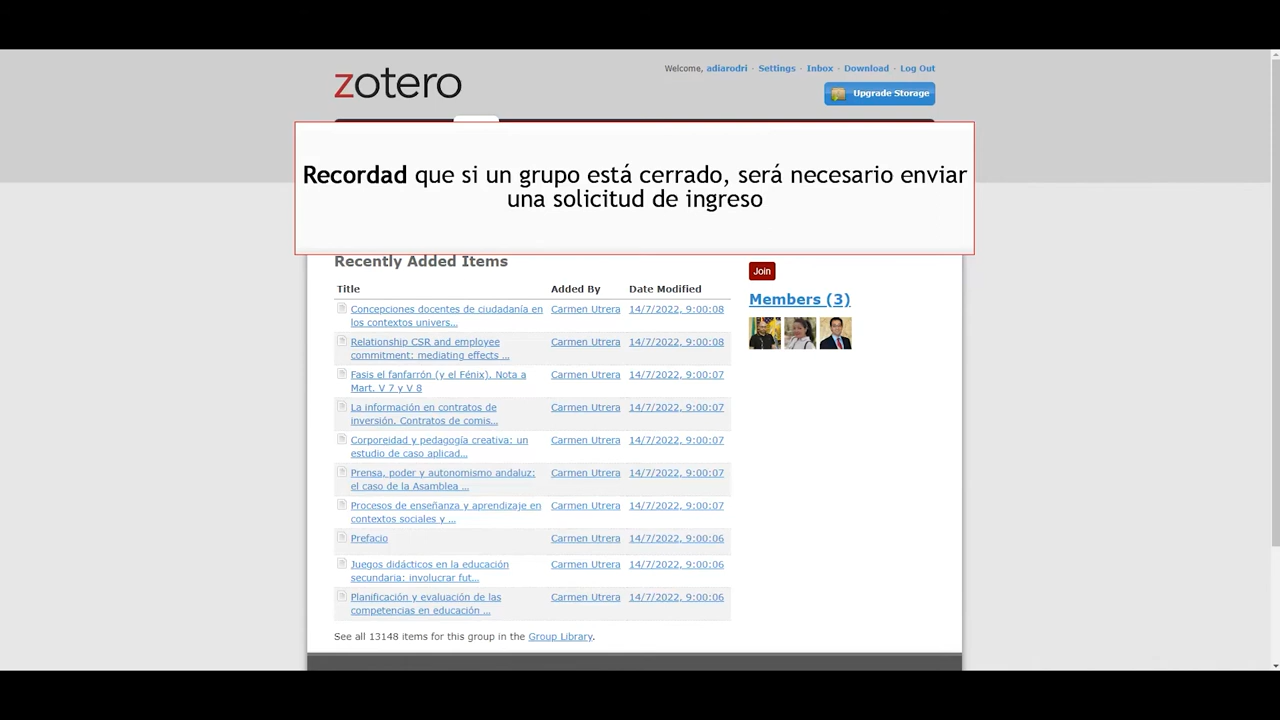 zotero
Welcome, adiarodri · Settings · Inbox · Download · Log Out
Upgrade Storage
Recordad que si un grupo está cerrado, será necesario enviar
una solicitud de ingreso
Recently Added Items
Join
Members (3)
Title Added By Date Modified
Concepciones docentes de ciudadanía en
los contextos univers...
Carmen Utrera 14/7/2022, 9:00:08
Relationship CSR and employee
commitment: mediating effects ...
Carmen Utrera 14/7/2022, 9:00:08
Fasis el fanfarrón (y el Fénix). Nota a
Mart. V 7 y V 8
Carmen Utrera 14/7/2022, 9:00:07
La información en contratos de
inversión. Contratos de comis...
Carmen Utrera 14/7/2022, 9:00:07
Corporeidad y pedagogía creativa: un
estudio de caso aplicad...
Carmen Utrera 14/7/2022, 9:00:07
Prensa, poder y autonomismo andaluz:
el caso de la Asamblea ...
Carmen Utrera 14/7/2022, 9:00:07
Procesos de enseñanza y aprendizaje en
contextos sociales y ...
Carmen Utrera 14/7/2022, 9:00:07
Prefacio
Carmen Utrera 14/7/2022, 9:00:06
Juegos didácticos en la educación
secundaria: involucrar fut...
Carmen Utrera 14/7/2022, 9:00:06
Planificación y evaluación de las
competencias en educación ...
Carmen Utrera 14/7/2022, 9:00:06
See all 13148 items for this group in the Group Library.